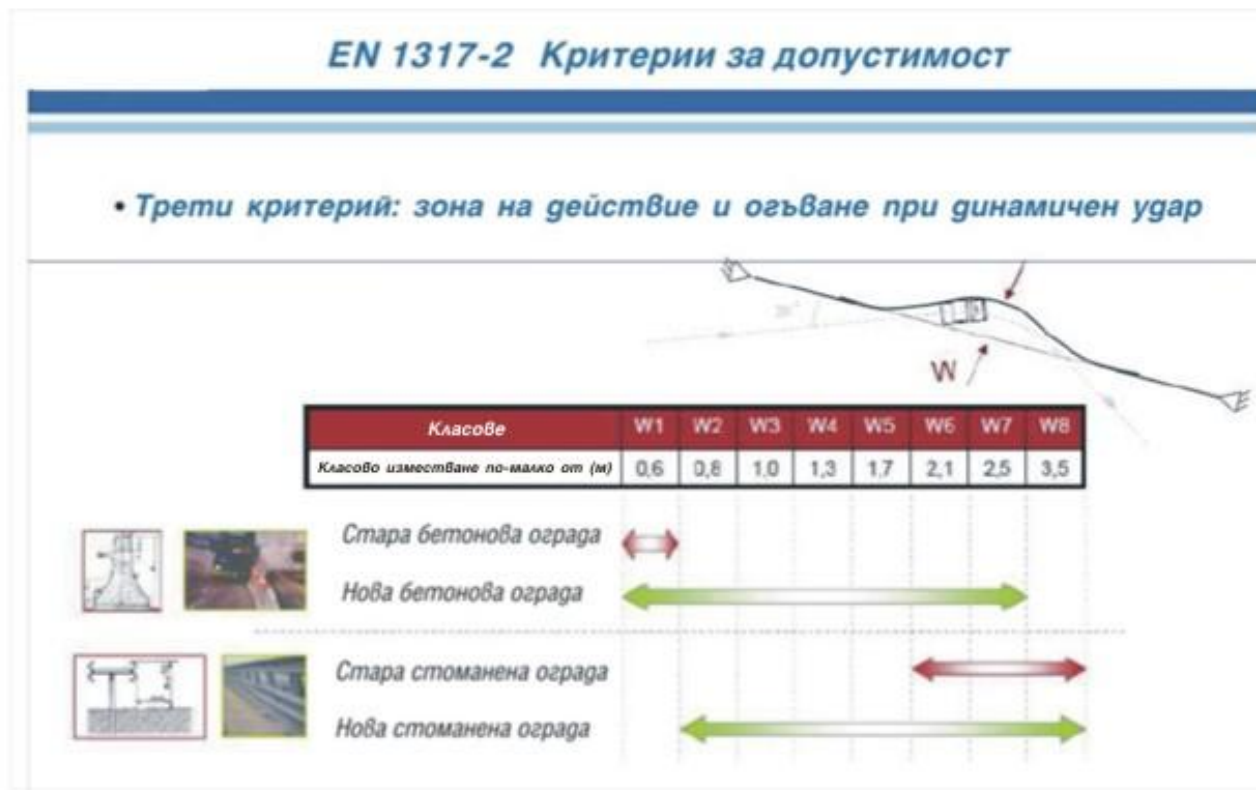 EN 1317-2 Критерии за допустимост
• Трети критерий: зона на действие и огъване при динамичен удар
W
Класове W1 W2 W3 W4 W5 W6 W7 W8
Класово изместване по-малко от (м) 0,6 0,8 1,0 1,3 1,7 2,1 2,5 3,5
Стара бетонова ограда
Нова бетонова ограда
Стара стоманена ограда
Нова стоманена ограда